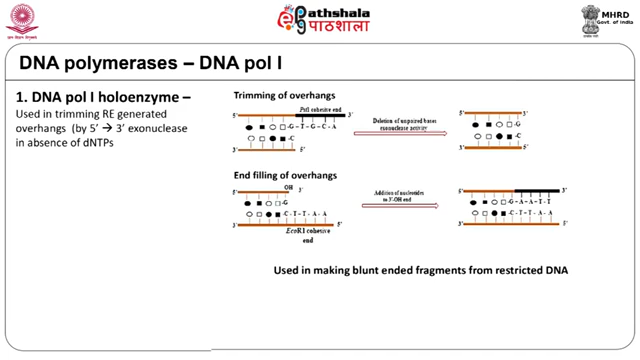 ePathshala
पाठशाला
MHRD
Govt. of India
DNA polymerases – DNA pol I
1. DNA pol I holoenzyme –
Used in trimming RE generated
overhangs (by 5’ → 3’ exonuclease
in absence of dNTPs
Trimming of overhangs
PstI cohesive end
5' 3'
-G-T-G-C-A
-C
3' 5'
Deletion of unpaired bases
exonuclease activity
5' 3'
-G
-C
3' 5'
End filling of overhangs
OH
5' 3'
-G
-C-T-T-A-A
3' 5'
EcoR1 cohesive
end
Addition of nucleotides
to 3'-OH end
5' 3'
-G-A-A-T-T
-C-T-T-A-A
3' 5'
Used in making blunt ended fragments from restricted DNA